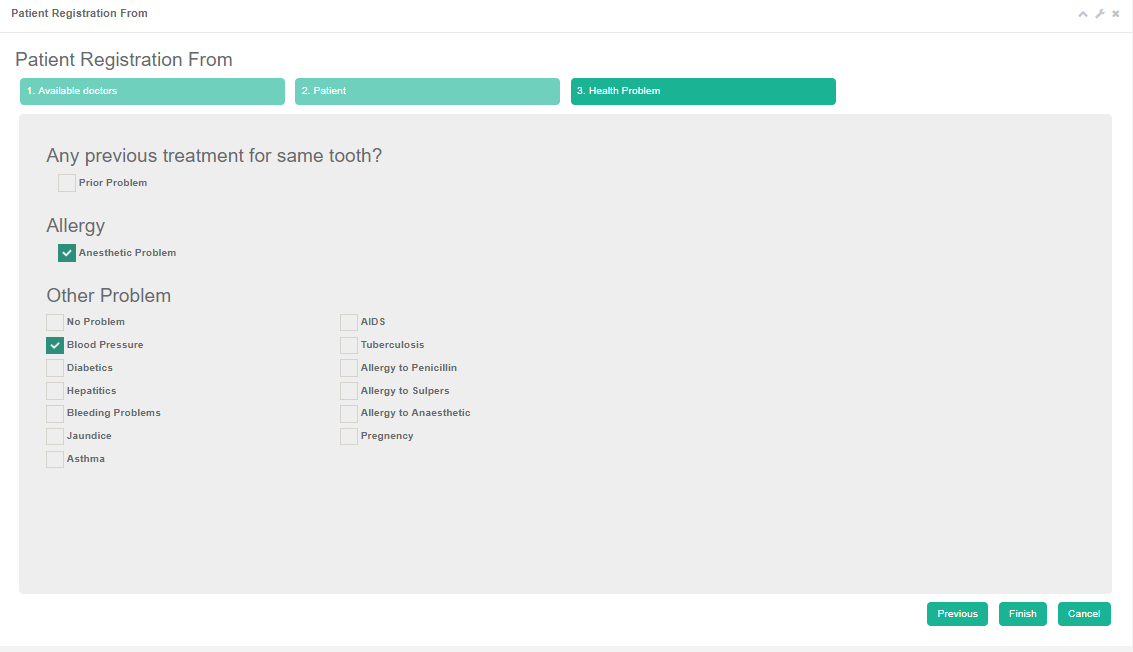 Patient Registration From
Patient Registration From
1. Available doctors
2. Patient
3. Health Problem
Any previous treatment for same tooth?
Prior Problem
Allergy
Anesthetic Problem
Other Problem
No Problem
Blood Pressure
Diabetics
Hepatitics
Bleeding Problems
Jaundice
Asthma
AIDS
Tuberculosis
Allergy to Penicillin
Allergy to Sulpers
Allergy to Anaesthetic
Pregnency
Previous
Finish
Cancel